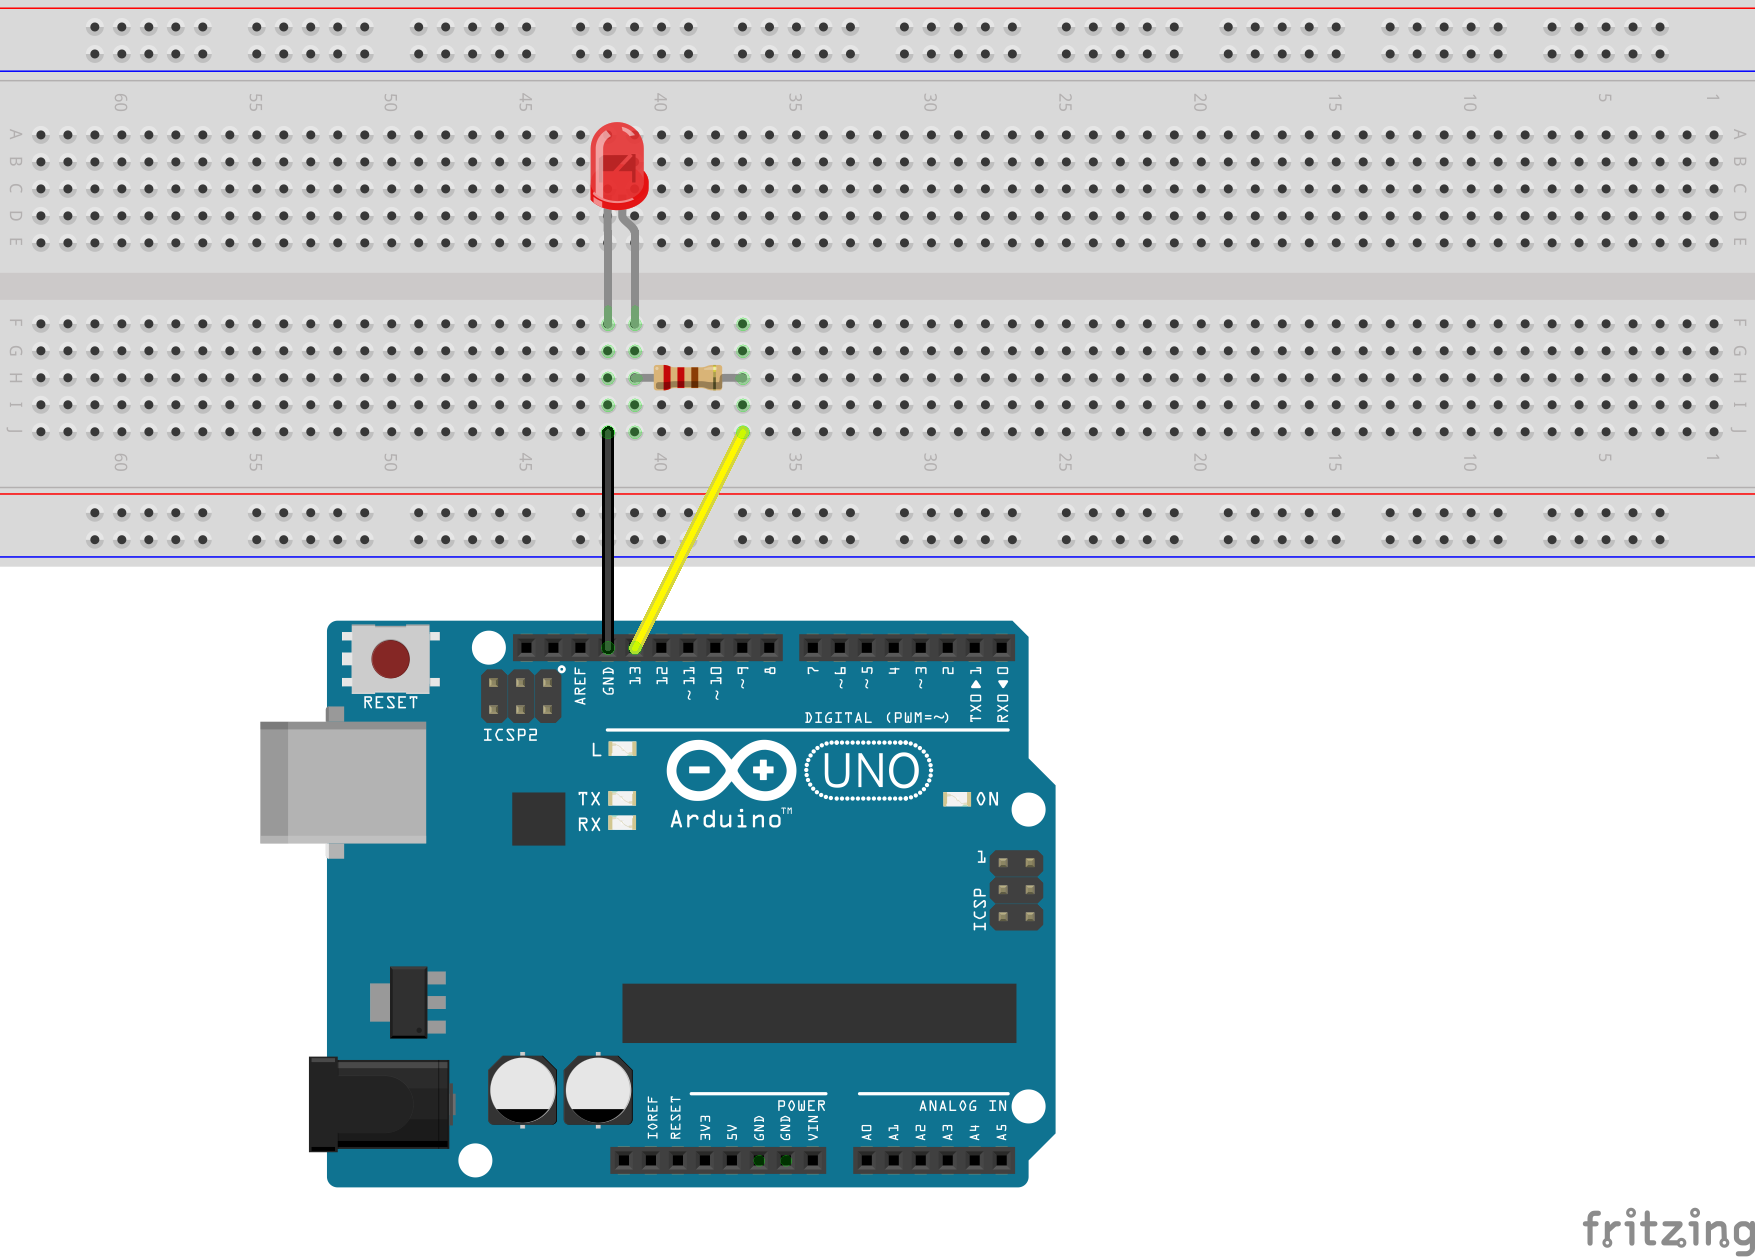 60 55 50 45 40 35 30 25 20 15 10 5 1
A A
B B
C C
D D
E E
F F
G G
H H
I I
J J
60 55 50 45 40 35 30 25 20 15 10 5 1
RESET
AREF GND 13 12 ~11 ~10 ~9 8 7 ~6 ~5 4 ~3 2 TX0▶1 RX0◀0
ICSP2
DIGITAL (PWM=~)
L
TX
RX
UNO
Arduino™
ON
1
ICSP
POWER
ANALOG IN
IOREF RESET 3V3 5V GND GND VIN A0 A1 A2 A3 A4 A5
fritzing